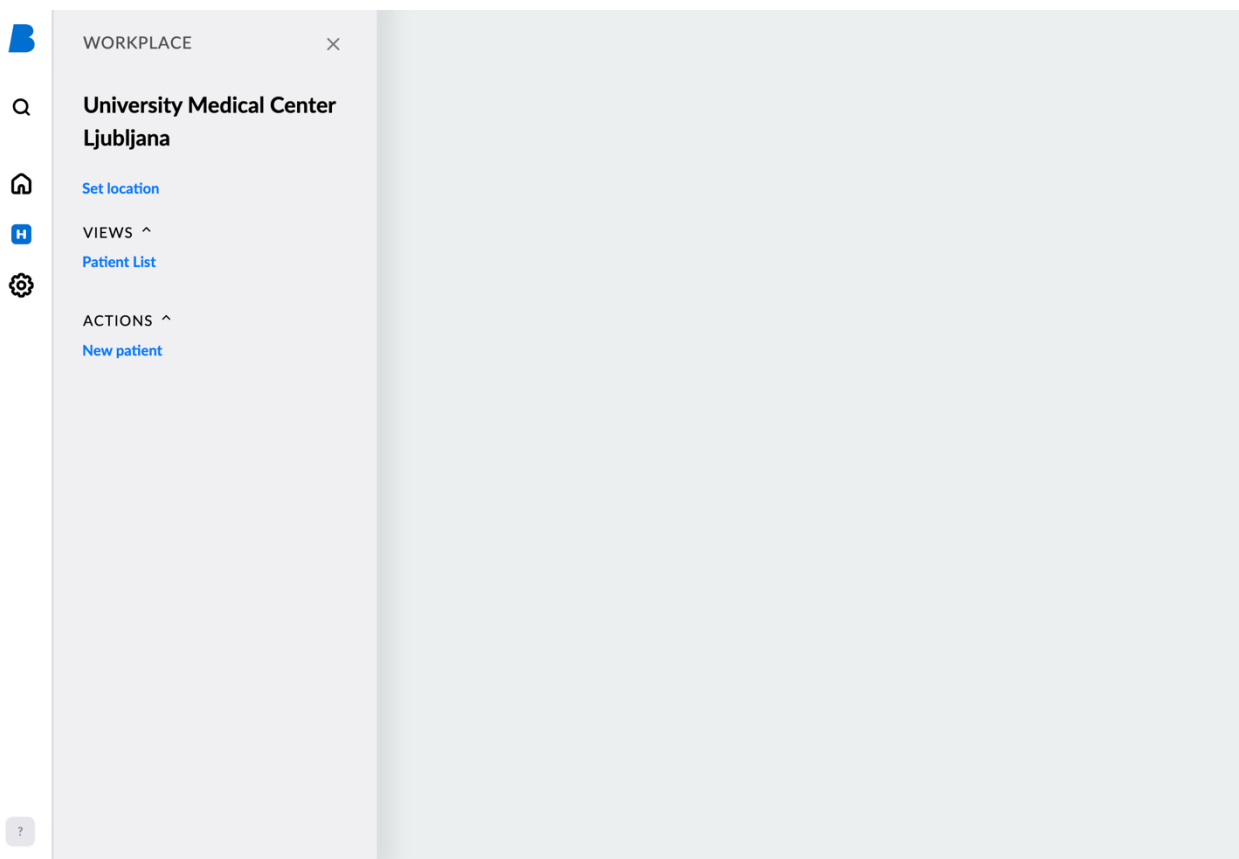 B
WORKPLACE
University Medical Center
Ljubljana
Set location
H
VIEWS
Patient List
ACTIONS
New patient
?